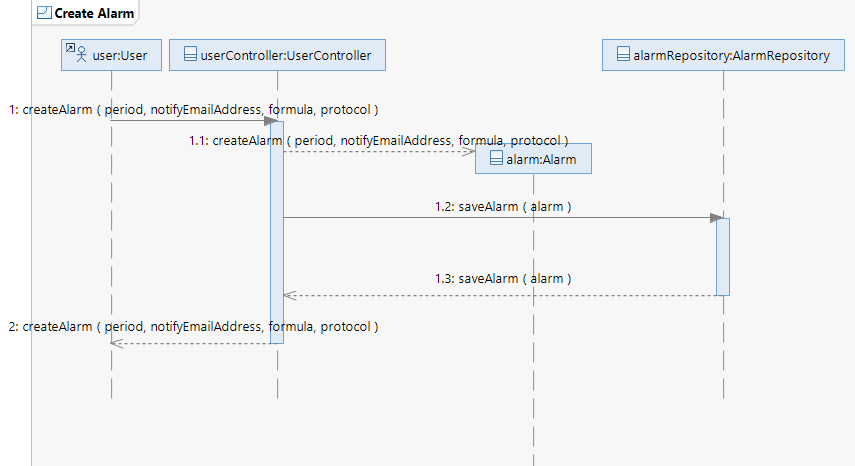 Create Alarm
user:User
userController:UserController
alarmRepository:AlarmRepository
1: createAlarm ( period, notifyEmailAddress, formula, protocol )
1.1: createAlarm ( period, notifyEmailAddress, formula, protocol )
alarm:Alarm
1.2: saveAlarm ( alarm )
1.3: saveAlarm ( alarm )
2: createAlarm ( period, notifyEmailAddress, formula, protocol )